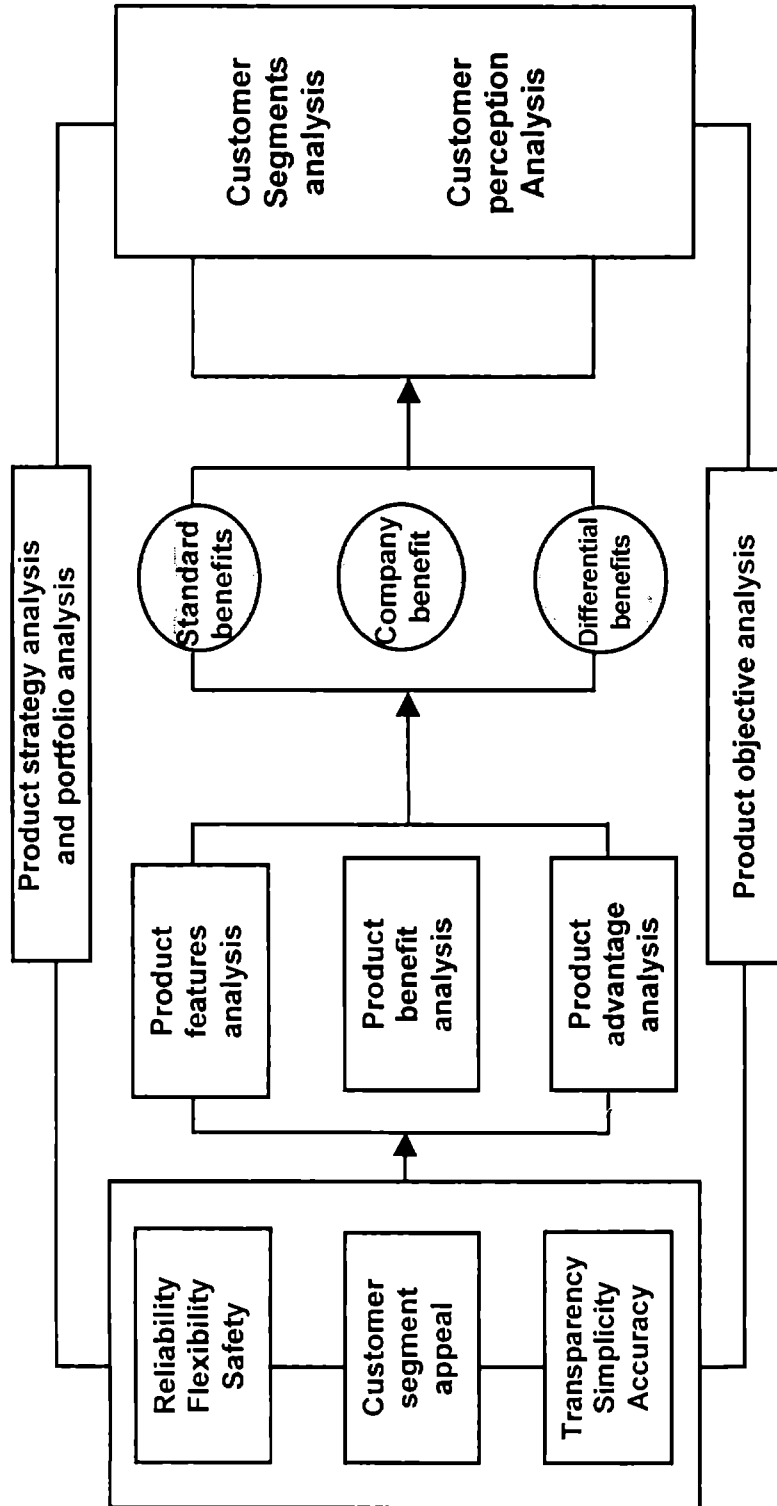 Product strategy analysis
and portfolio analysis
Reliability
Flexibility
Safety
Customer
segment
appeal
Transparency
Simplicity
Accuracy
Product
features
analysis
Product
benefit
analysis
Product
advantage
analysis
Standard
benefits
Company
benefit
Differential
benefits
Customer
Segments
analysis
Customer
perception
Analysis
Product objective analysis